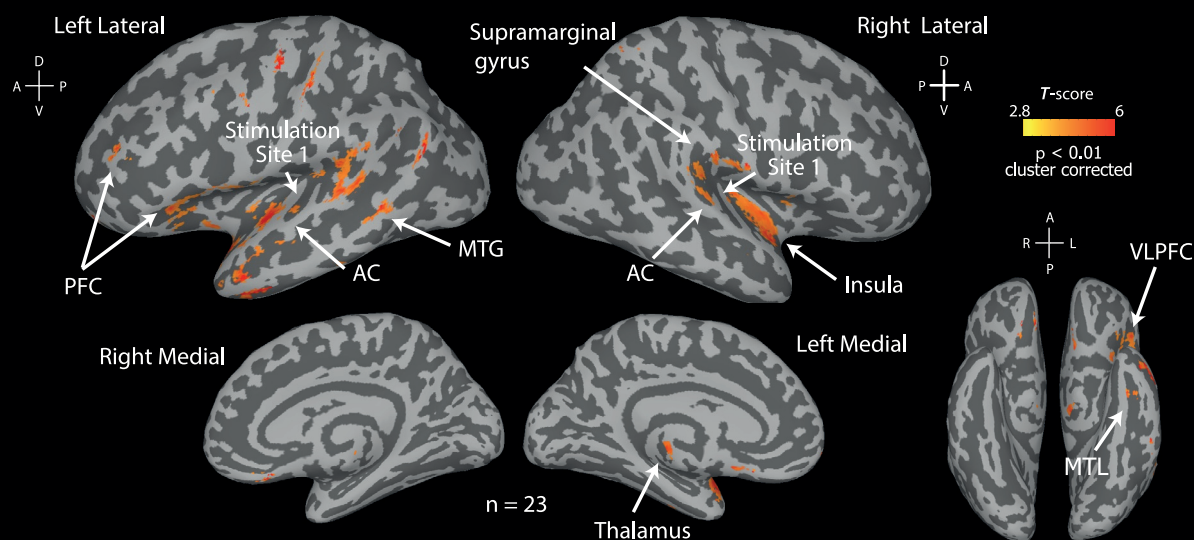 Left Lateral
D
A P
V
Stimulation
Site 1
PFC
AC
MTG
Supramarginal
gyrus
Right Lateral
D
P A
V
Stimulation
Site 1
AC
Insula
T-score
2.8 6
p < 0.01
cluster corrected
Right Medial
n = 23
Left Medial
Thalamus
A
R L
P
VLPFC
MTL